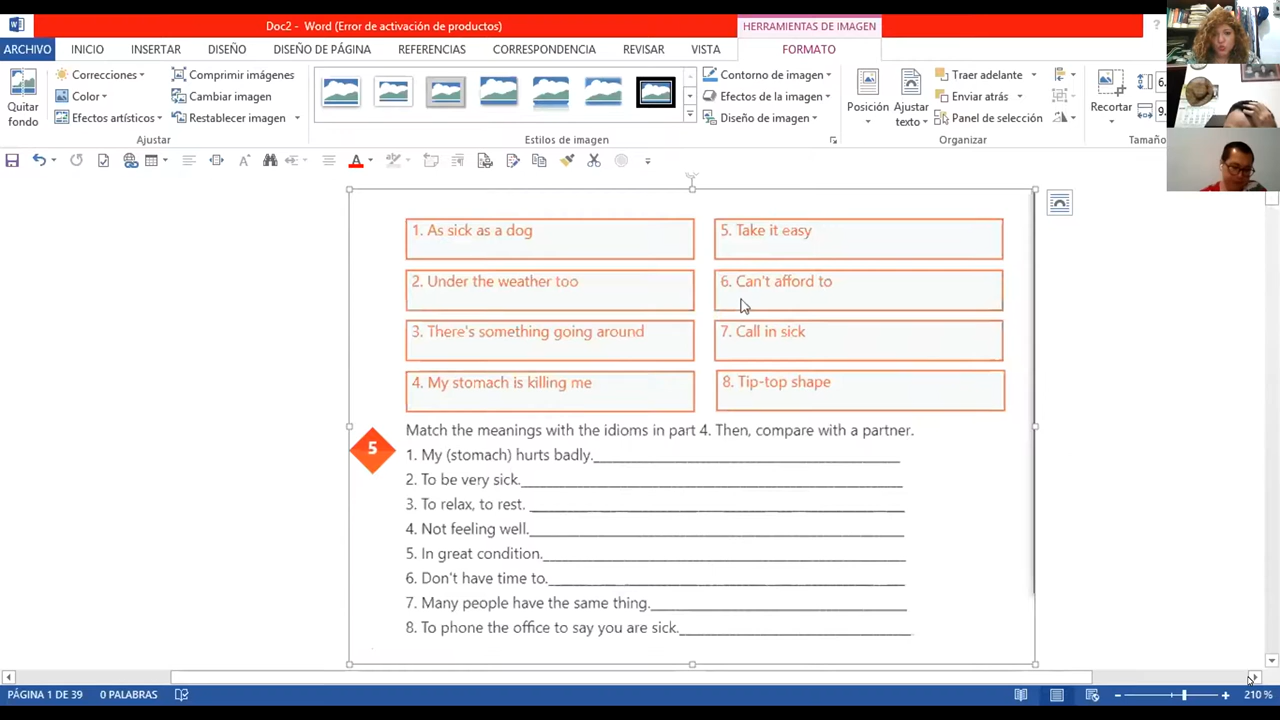 Doc2 - Word (Error de activación de productos)
HERRAMIENTAS DE IMAGEN
?
ARCHIVO INICIO INSERTAR DISEÑO DISEÑO DE PÁGINA REFERENCIAS CORRESPONDENCIA REVISAR VISTA FORMATO
Quitar fondo
Correcciones
Color
Efectos artísticos
Comprimir imágenes
Cambiar imagen
Restablecer imagen
Contorno de imagen
Efectos de la imagen
Diseño de imagen
Posición
Ajustar texto
Traer adelante
Enviar atrás
Panel de selección
Recortar
6.
9.
Ajustar
Estilos de imagen
Organizar
Tamaño
1. As sick as a dog
5. Take it easy
2. Under the weather too
6. Can't afford to
3. There's something going around
7. Call in sick
4. My stomach is killing me
8. Tip-top shape
5
Match the meanings with the idioms in part 4. Then, compare with a partner.
1. My (stomach) hurts badly.
2. To be very sick.
3. To relax, to rest.
4. Not feeling well.
5. In great condition.
6. Don't have time to.
7. Many people have the same thing.
8. To phone the office to say you are sick.
PÁGINA 1 DE 39 0 PALABRAS
210 %